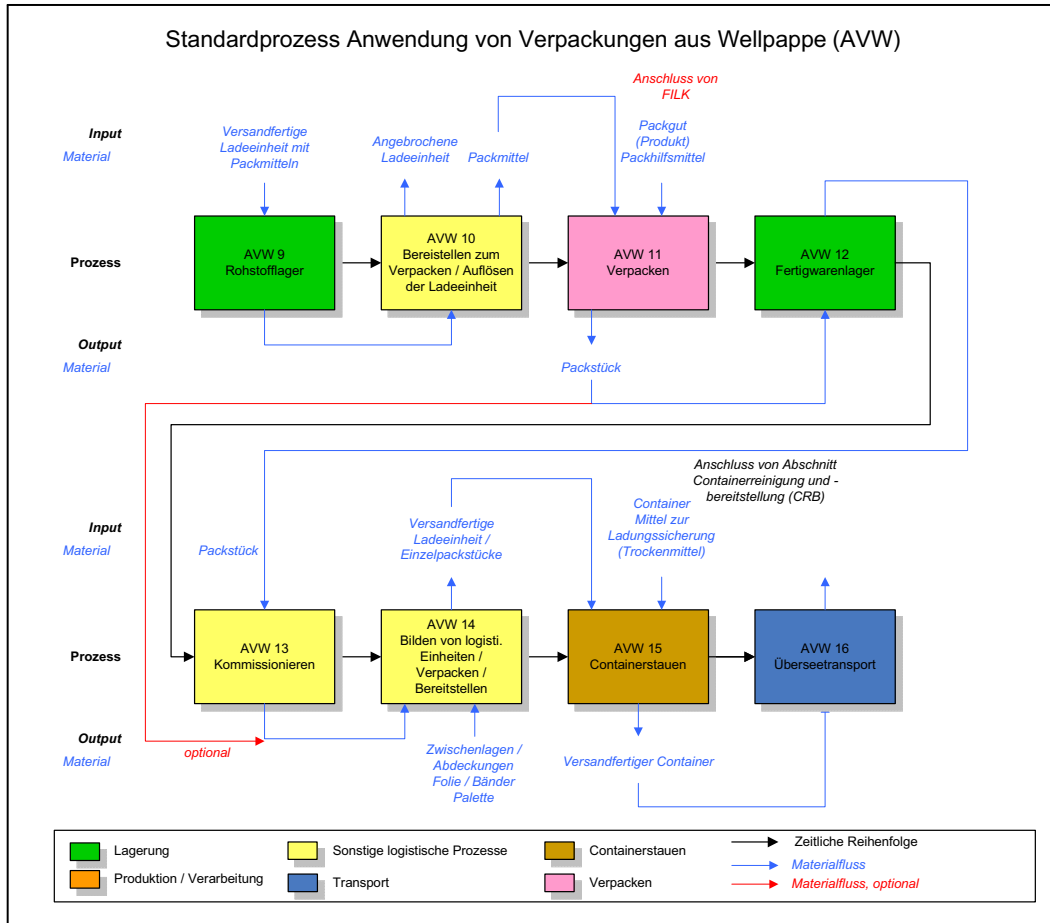 Standardprozess Anwendung von Verpackungen aus Wellpappe (AVW)
Anschluss von
FILK
Input
Material
Versandfertige
Ladeeinheit mit
Packmitteln
Angebrochene
Ladeeinheit
Packmittel
Packgut
(Produkt)
Packhilfsmittel
Prozess
AVW 9
Rohstofflager
AVW 10
Bereistellen zum
Verpacken / Auflösen
der Ladeeinheit
AVW 11
Verpacken
AVW 12
Fertigwarenlager
Output
Material
Packstück
Anschluss von Abschnitt
Containerreinigung und -
bereitstellung (CRB)
Input
Material
Packstück
Versandfertige
Ladeeinheit /
Einzelpackstücke
Container
Mittel zur
Ladungssicherung
(Trockenmittel)
Prozess
AVW 13
Kommissionieren
AVW 14
Bilden von logisti.
Einheiten /
Verpacken /
Bereitstellen
AVW 15
Containerstauen
AVW 16
Überseetransport
Output
Material
optional
Zwischenlagen /
Abdeckungen
Folie / Bänder
Palette
Versandfertiger Container
Lagerung
Sonstige logistische Prozesse
Containerstauen
Zeitliche Reihenfolge
Materialfluss
Produktion / Verarbeitung
Transport
Verpacken
Materialfluss, optional